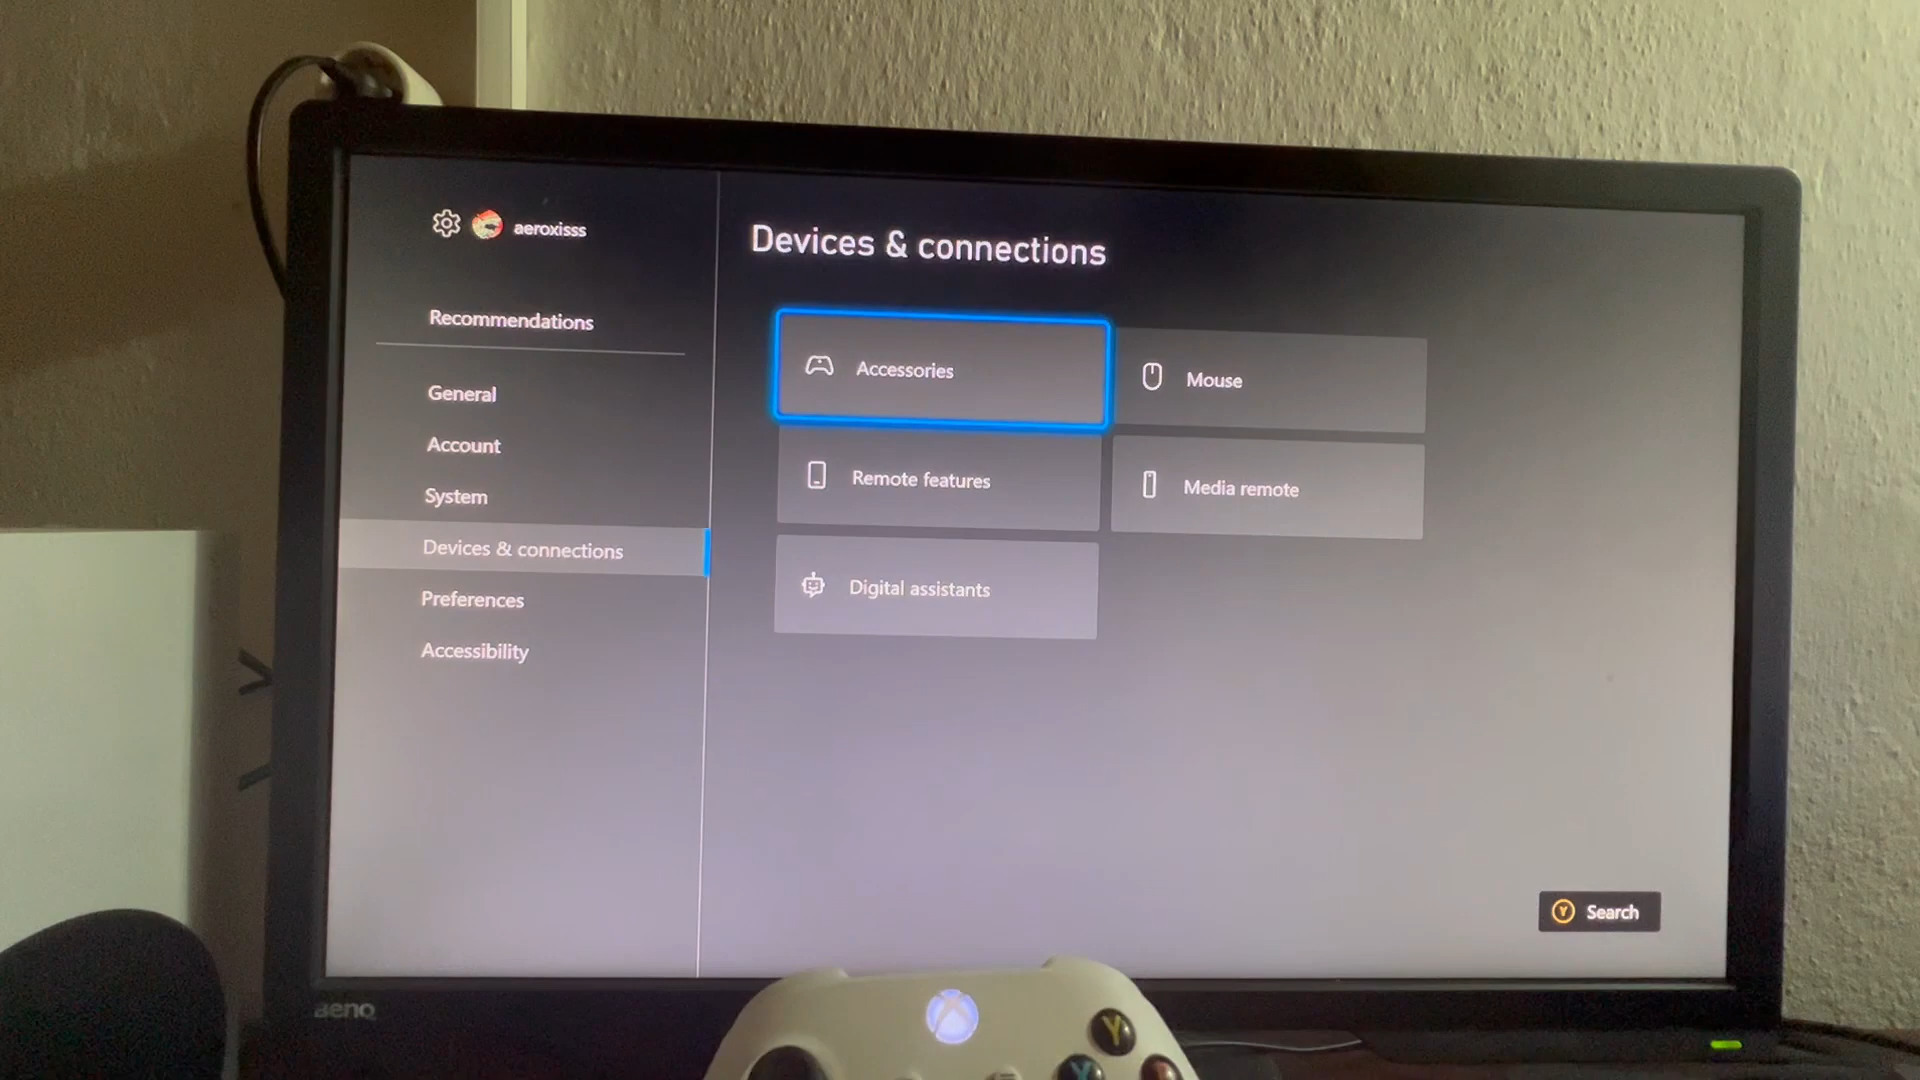 aeroxisss
Recommendations
General
Account
System
Devices & connections
Preferences
Accessibility
Devices & connections
Accessories
Mouse
Remote features
Media remote
Digital assistants
Y Search
BenQ
Y